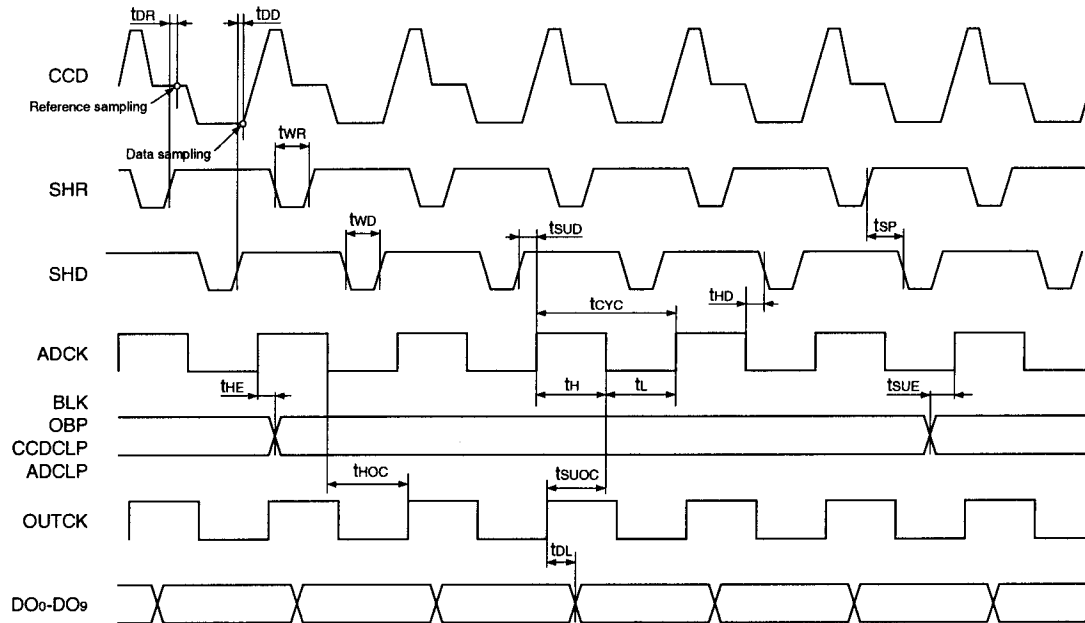 tDR
tDD
CCD
Reference sampling
Data sampling
tWR
SHR
tWD
tSUD
tSP
SHD
tHD
tCYC
ADCK
tHE
tH
tL
tSUE
BLK
OBP
CCDCLP
ADCLP
tHOC
tSUOC
OUTCK
tDL
DO0-DO9